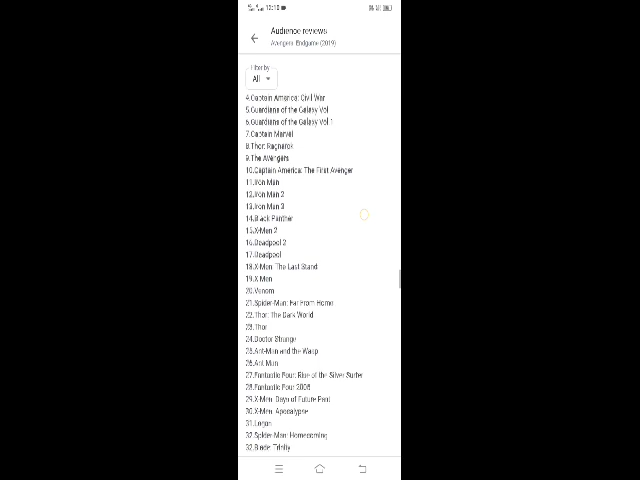 12:10
Audience reviews
Avengers: Endgame (2019)
Filter by
All
4.Captain America: Civil War
5.Guardians of the Galaxy Vol
6.Guardians of the Galaxy Vol 1
7.Captain Marvel
8.Thor: Ragnarok
9.The Avengers
10.Captain America: The First Avenger
11.Iron Man
12.Iron Man 2
13.Iron Man 3
14.Black Panther
15.X-Men 2
16.Deadpool 2
17.Deadpool
18.X-Men: The Last Stand
19.X Men
20.Venom
21.Spider-Man: Far From Home
22.Thor: The Dark World
23.Thor
24.Doctor Strange
25.Ant-Man and the Wasp
26.Ant Man
27.Fantastic Four: Rise of the Silver Surfer
28.Fantastic Four 2005
29.X-Men: Days of Future Past
30.X-Men: Apocalypse
31.Logan
32.Spider Man: Homecoming
32.Blade: Trinity